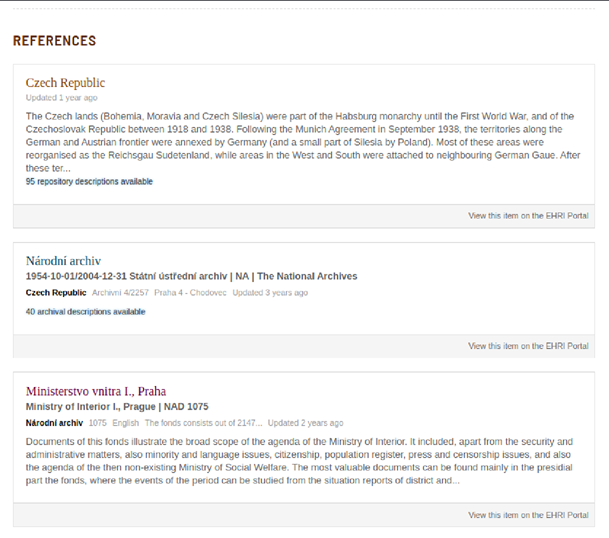 REFERENCES
Czech Republic
Updated 1 year ago
The Czech lands (Bohemia, Moravia and Czech Silesia) were part of the Habsburg monarchy until the First World War, and of the
Czechoslovak Republic between 1918 and 1938. Following the Munich Agreement in September 1938, the territories along the
German and Austrian frontier were annexed by Germany (and a small part of Silesia by Poland). Most of these areas were
reorganised as the Reichsgau Sudetenland, while areas in the West and South were attached to neighbouring German Gaue. After
these ter...
95 repository descriptions available
View this item on the EHRI Portal
Národní archiv
1954-10-01/2004-12-31 Státní ústřední archiv | NA | The National Archives
Czech Republic Archivní 4/2257 Praha 4 - Chodovec Updated 3 years ago
40 archival descriptions available
View this item on the EHRI Portal
Ministerstvo vnitra I., Praha
Ministry of Interior I., Prague | NAD 1075
Národní archiv 1075 English The fonds consists out of 2147... Updated 2 years ago
Documents of this fonds illustrate the broad scope of the agenda of the Ministry of Interior. It included, apart from the security and
administrative matters, also minority and language issues, citizenship, population register, press and censorship issues, and also
the agenda of the then non-existing Ministry of Social Welfare. The most valuable documents can be found mainly in the presidial
part the fonds, where the events of the period can be studied from the situation reports of district and...
View this item on the EHRI Portal